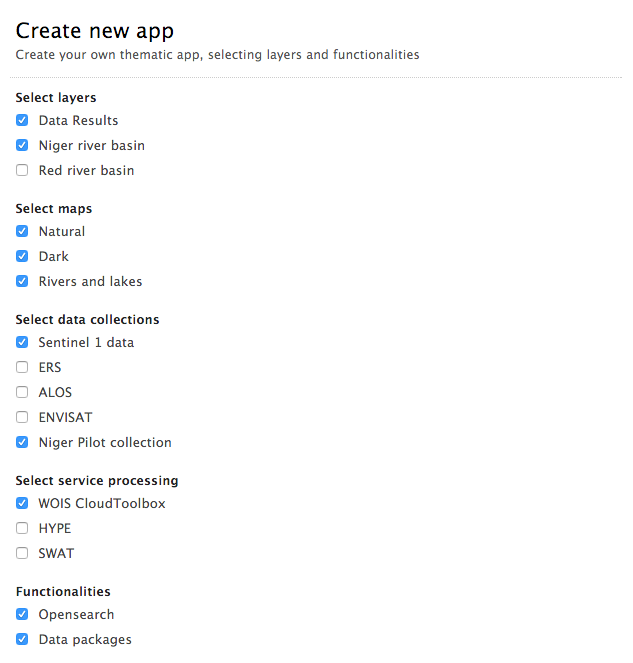 Create new app
Create your own thematic app, selecting layers and functionalities
Select layers
Data Results
Niger river basin
Red river basin
Select maps
Natural
Dark
Rivers and lakes
Select data collections
Sentinel 1 data
ERS
ALOS
ENVISAT
Niger Pilot collection
Select service processing
WOIS CloudToolbox
HYPE
SWAT
Functionalities
Opensearch
Data packages